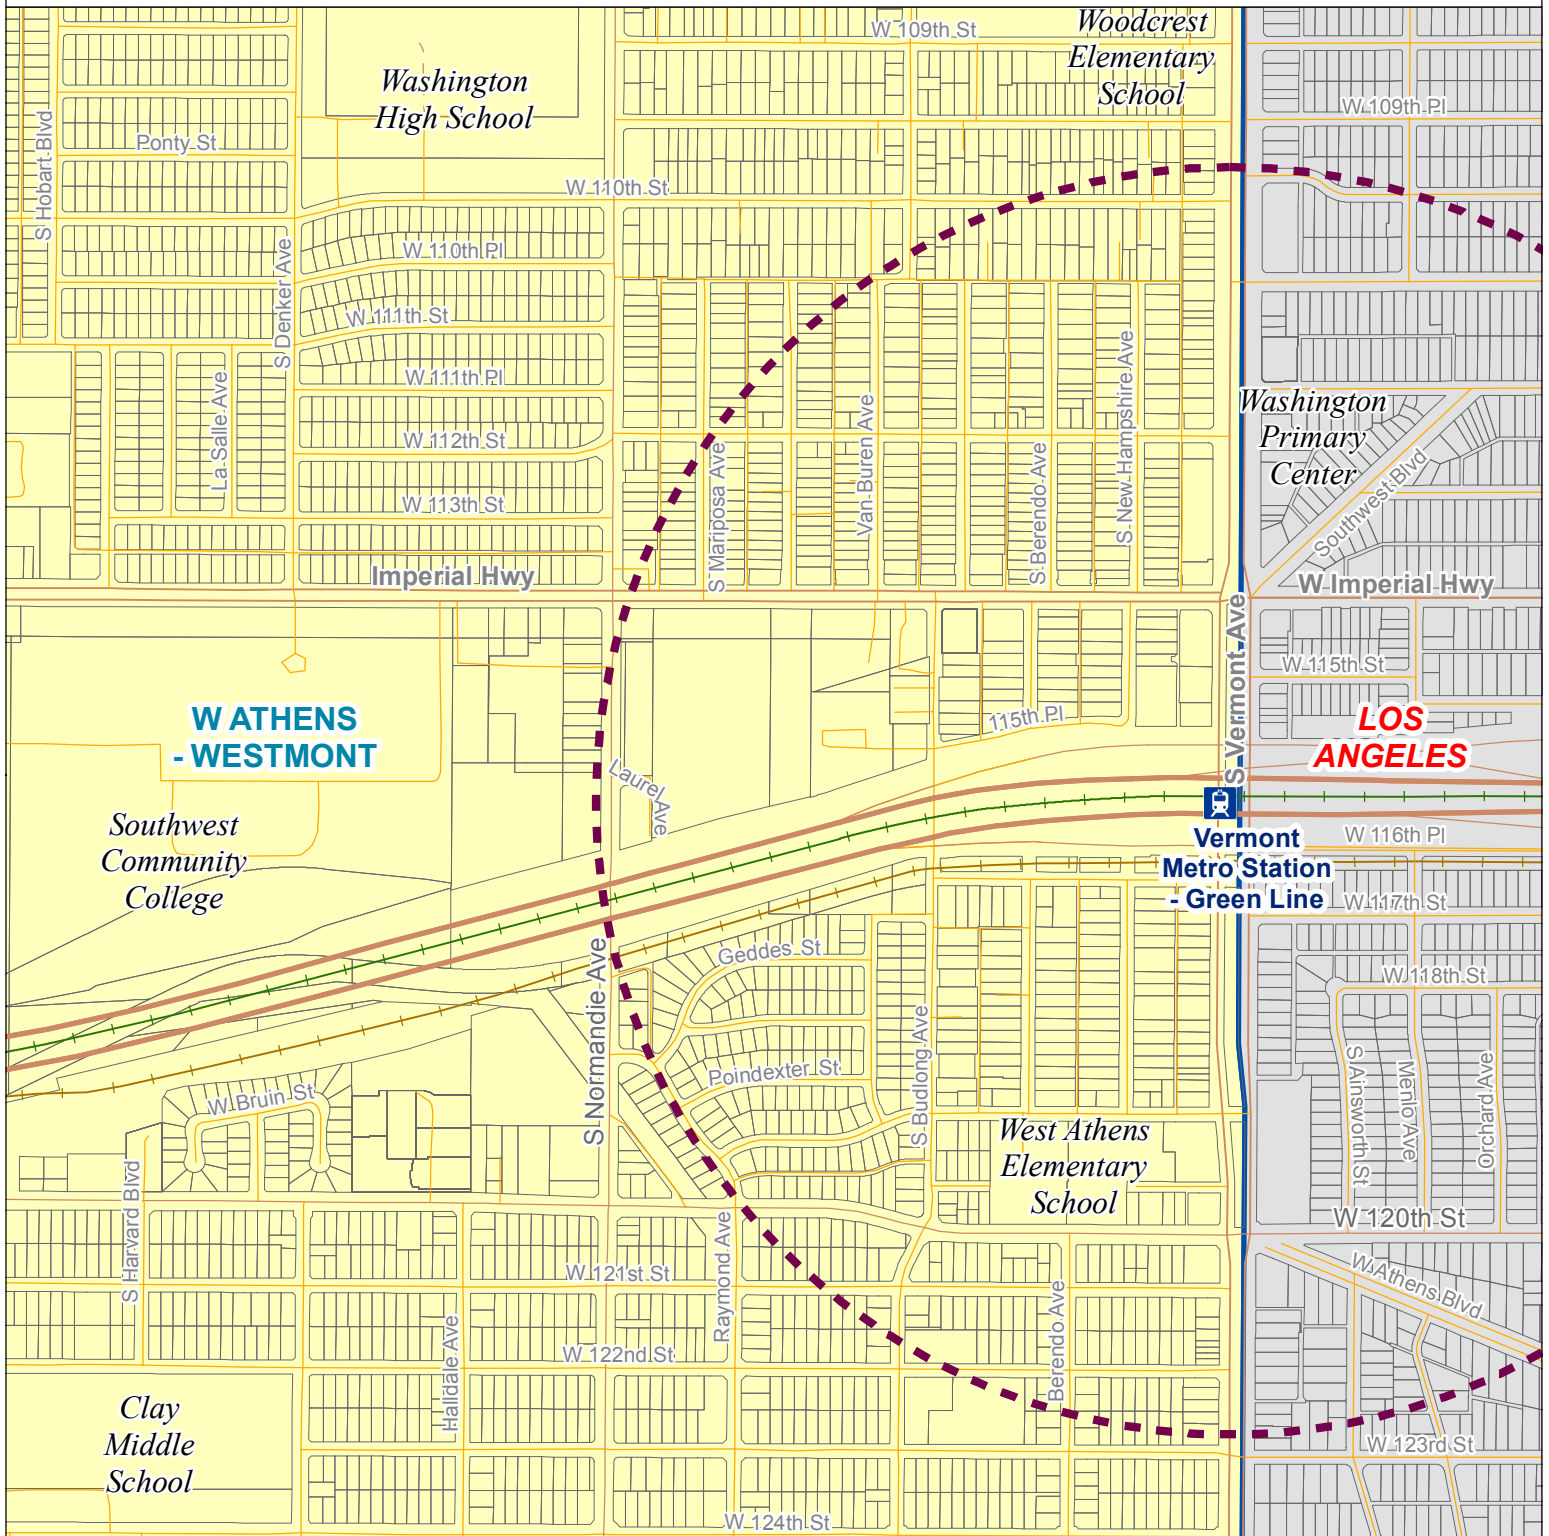 W 109th St
Woodcrest
Elementary
School
Washington
High School
W 109th Pl
S Hobart Blvd
Ponty St
W 110th St
W 110th Pl
S Denker Ave
W 111th St
W 111th Pl
La Salle Ave
W 112th St
W 113th St
S Mariposa Ave
Van Buren Ave
S Berendo Ave
S New Hampshire Ave
Washington
Primary
Center
Southwest Blvd
Imperial Hwy
W Imperial Hwy
S Vermont Ave
W 115th St
W ATHENS
- WESTMONT
115th Pl
LOS
ANGELES
Laurel Ave
Southwest
Community
College
Vermont
Metro Station
- Green Line
W 116th Pl
W 117th St
Geddes St
W 118th St
S Normandie Ave
S Budlong Ave
Poindexter St
W Bruin St
S Ainsworth St
Menlo Ave
Orchard Ave
West Athens
Elementary
School
S Harvard Blvd
W 120th St
Raymond Ave
W 121st St
W Athens Blvd
Berendo Ave
Halldale Ave
W 122nd St
Clay
Middle
School
W 123rd St
W 124th St